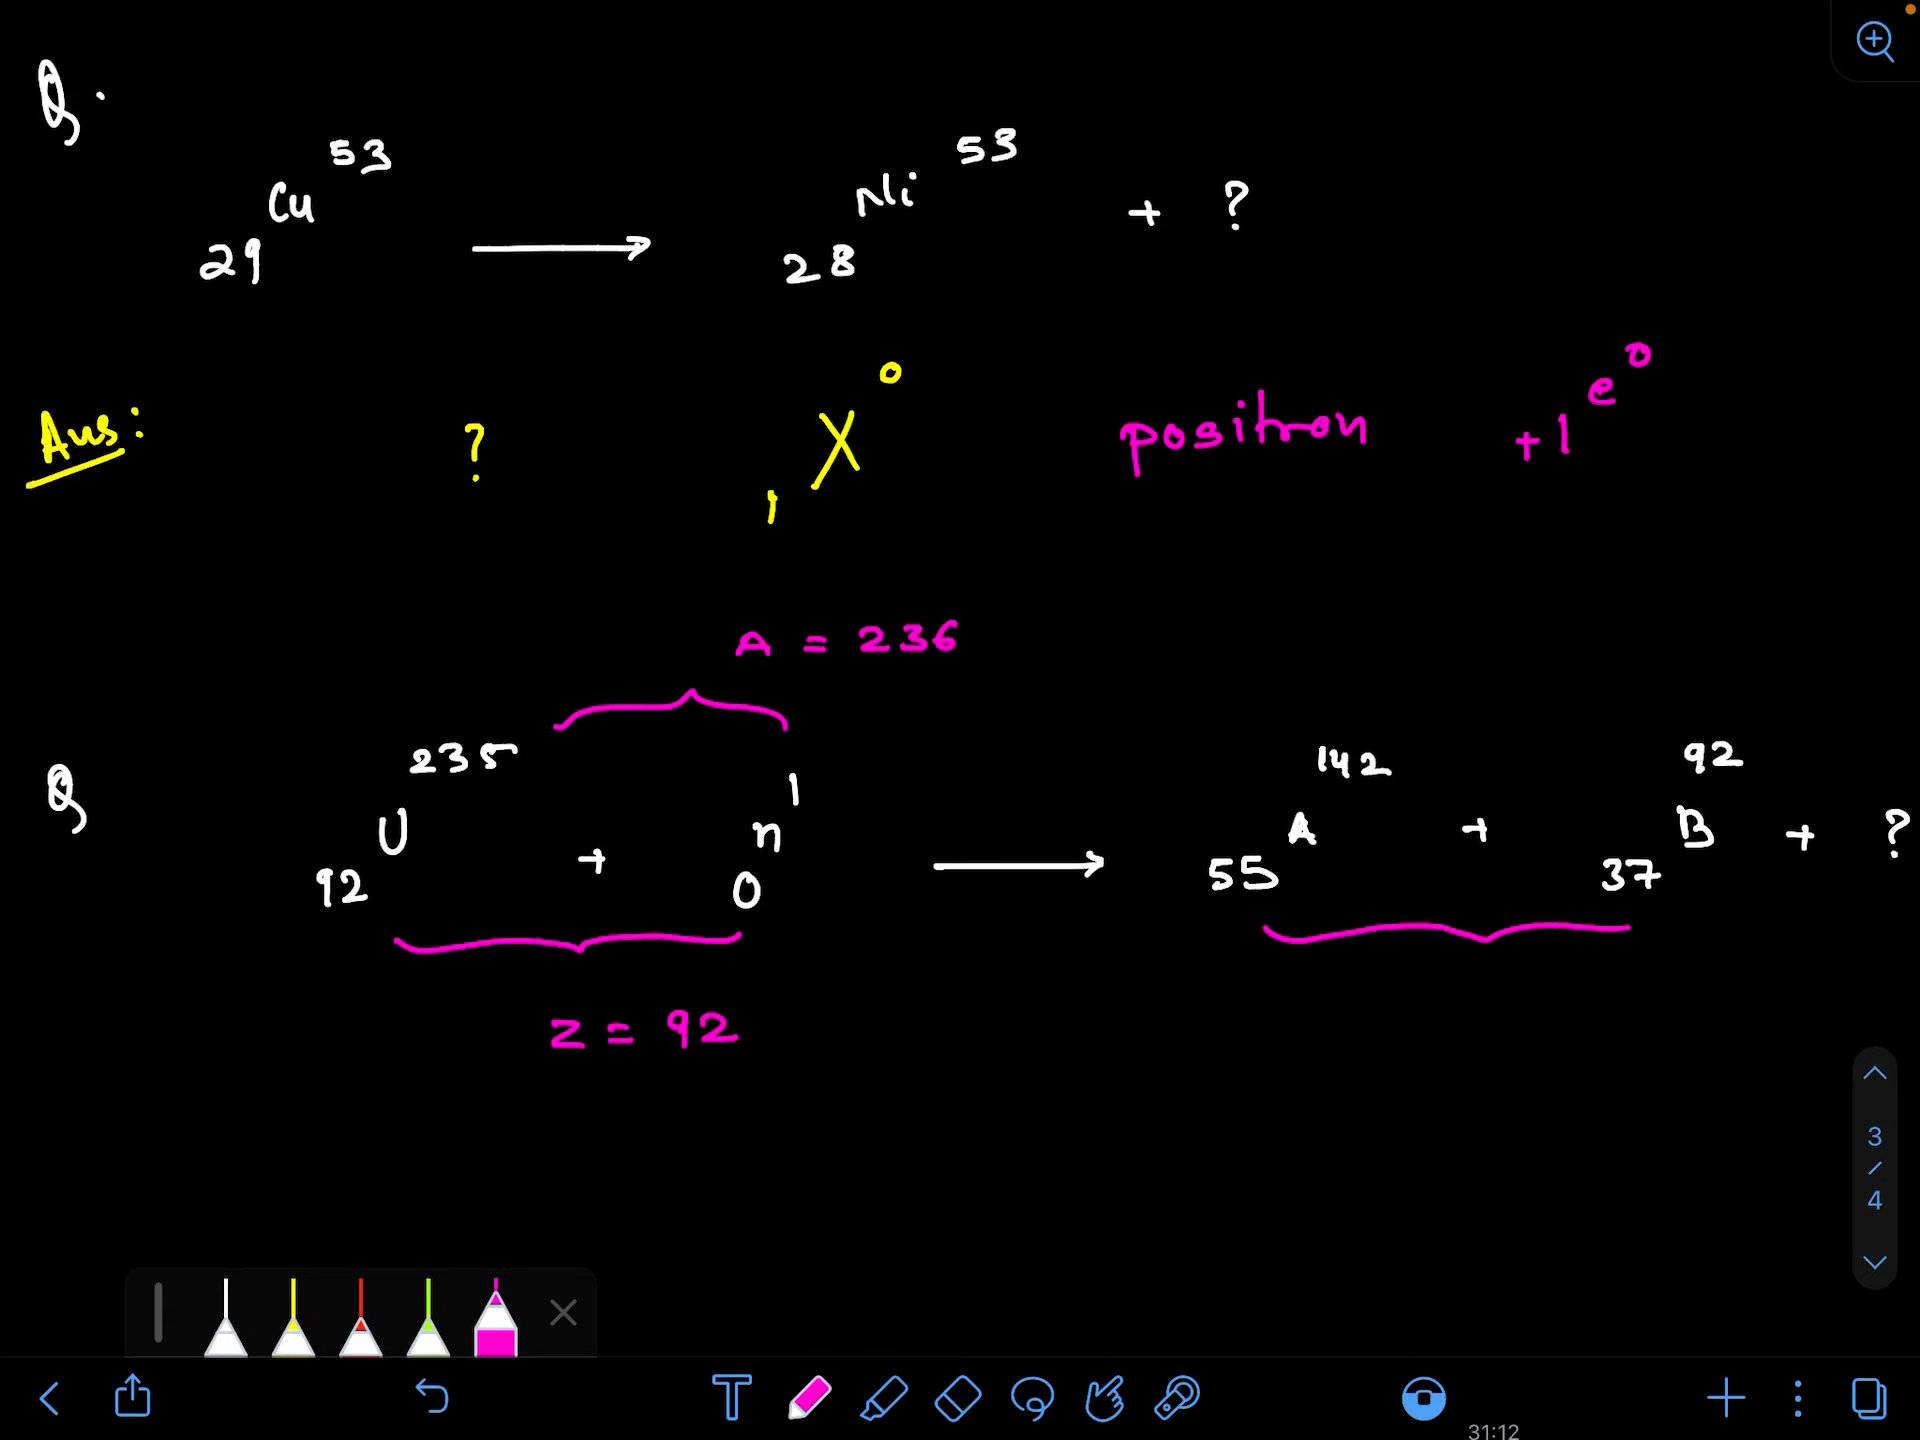 Q.
29 Cu 53 → 28 Ni 53 + ?
Ans: ? 1 X 0 positron +1 e 0
A = 236
Q 92 U 235 + 0 n 1 → 55 A 142 + 37 B 92 + ?
Z = 92
3
/
4
T
31:12